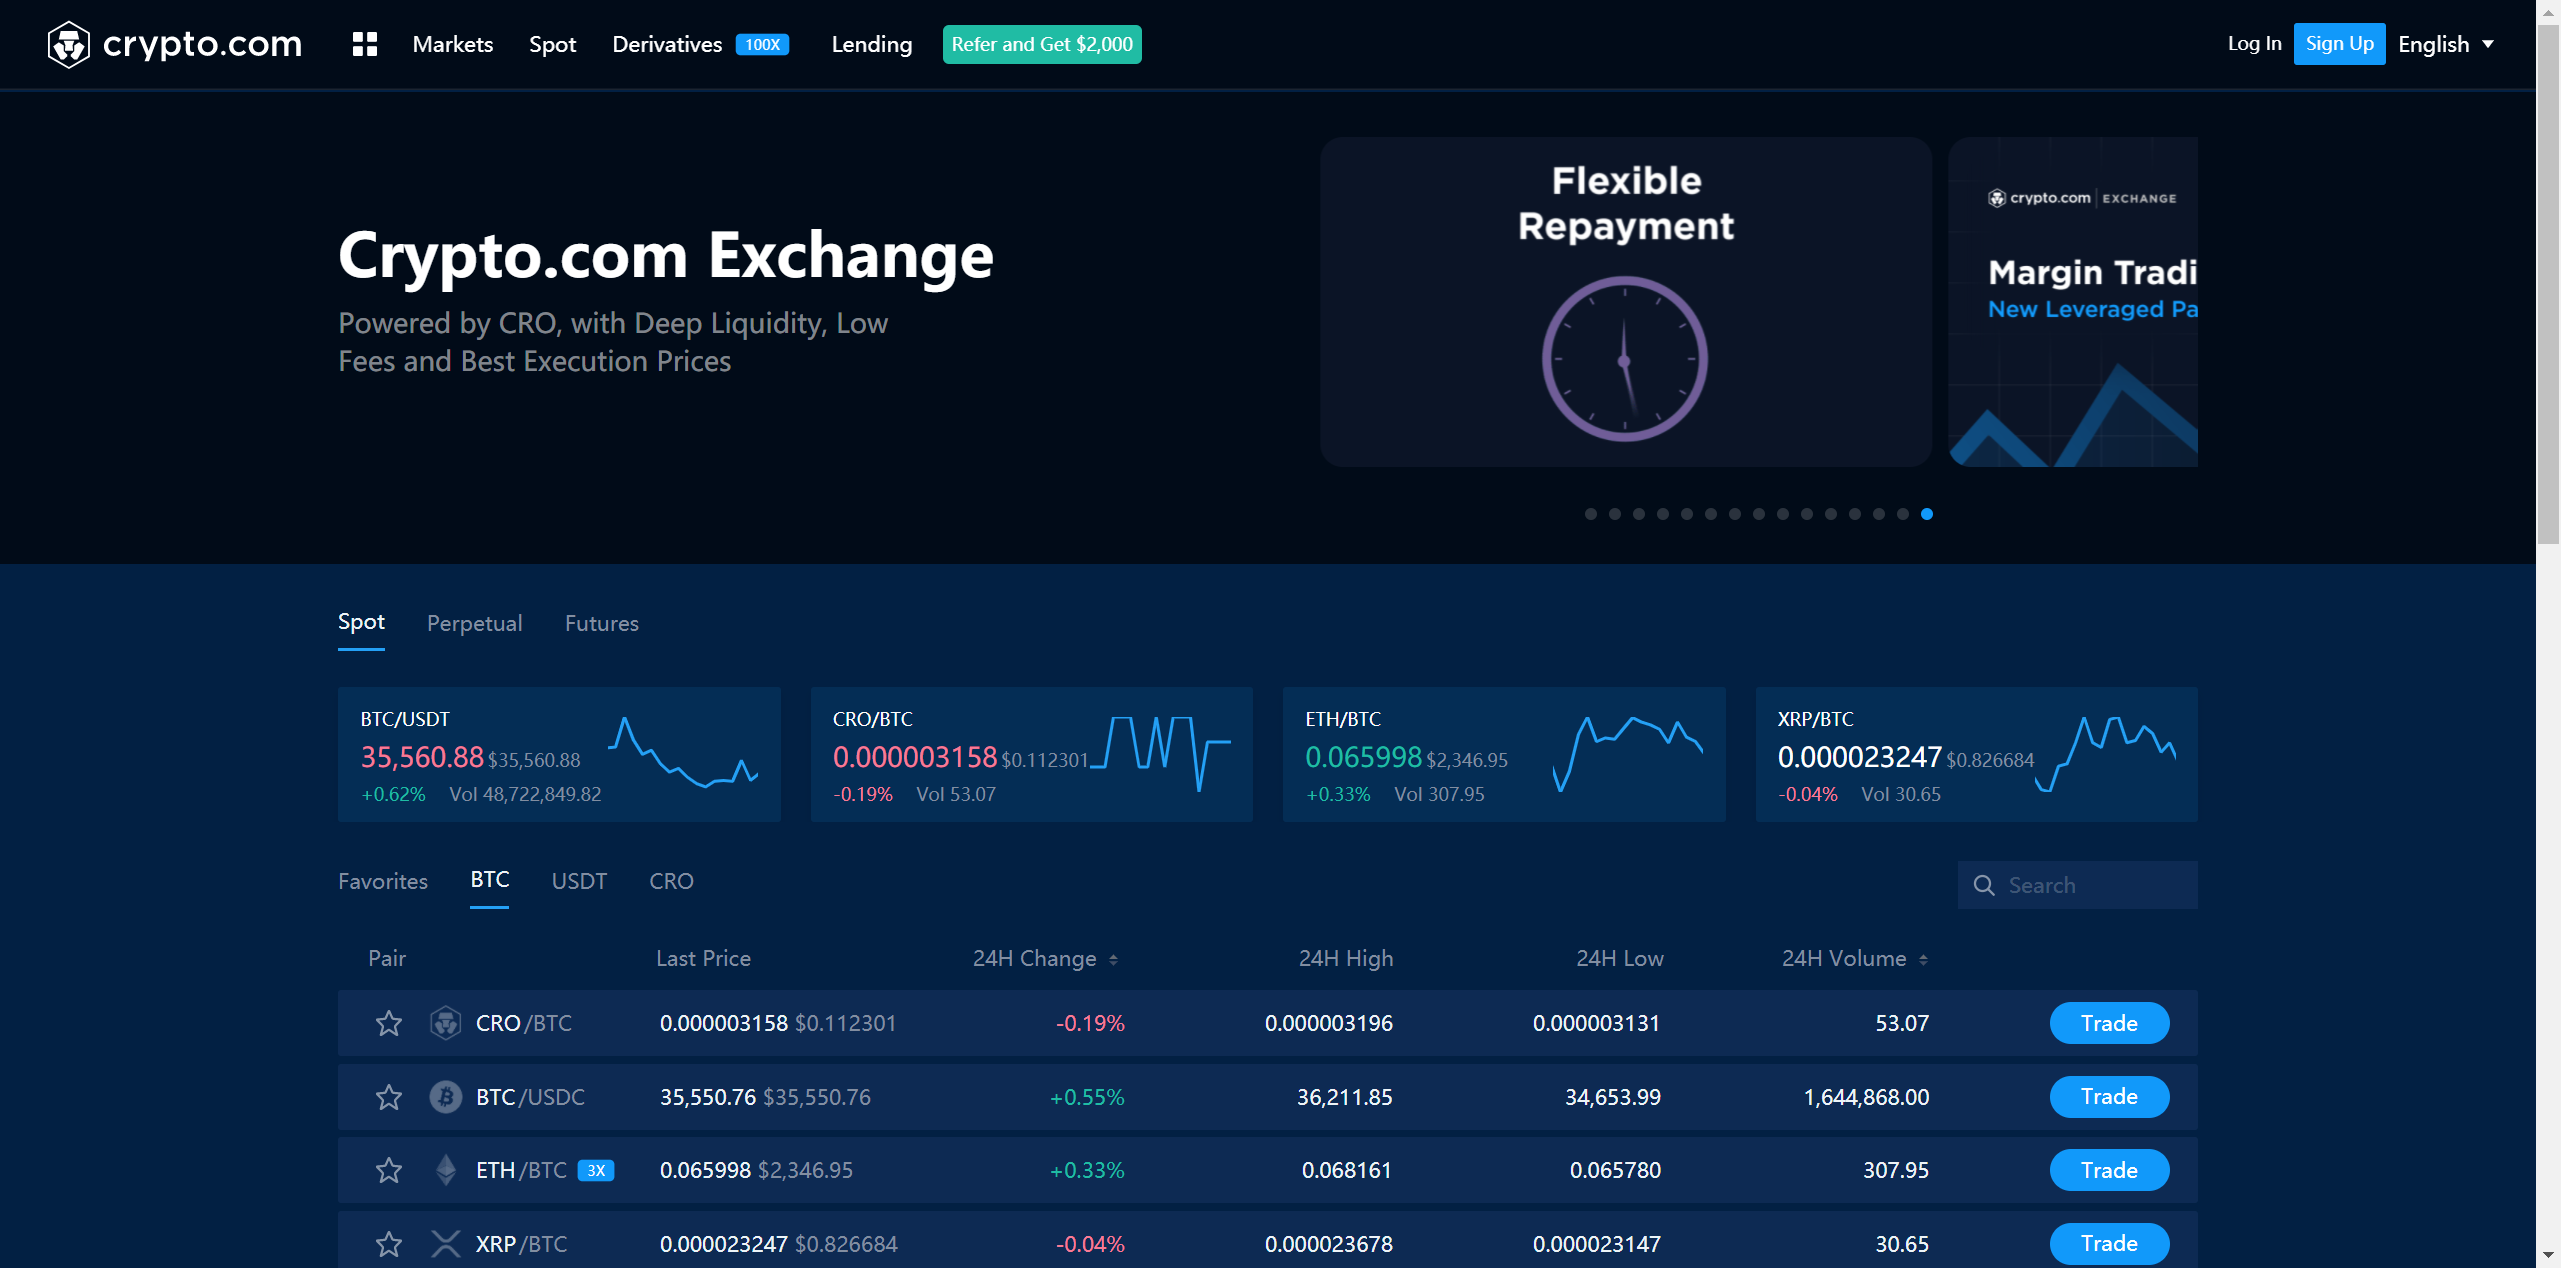 crypto.com Markets Spot Derivatives 100X Lending Refer and Get $2,000 Log In Sign Up English
Crypto.com Exchange
Powered by CRO, with Deep Liquidity, Low
Fees and Best Execution Prices
Flexible
Repayment
crypto.com EXCHANGE
Margin Tradi
New Leveraged Pa
Spot Perpetual Futures
BTC/USDT
35,560.88 $35,560.88
+0.62% Vol 48,722,849.82
CRO/BTC
0.000003158 $0.112301
-0.19% Vol 53.07
ETH/BTC
0.065998 $2,346.95
+0.33% Vol 307.95
XRP/BTC
0.000023247 $0.826684
-0.04% Vol 30.65
Favorites BTC USDT CRO Search
Pair Last Price 24H Change 24H High 24H Low 24H Volume
CRO/BTC 0.000003158 $0.112301 -0.19% 0.000003196 0.000003131 53.07 Trade
BTC/USDC 35,550.76 $35,550.76 +0.55% 36,211.85 34,653.99 1,644,868.00 Trade
ETH/BTC 3X 0.065998 $2,346.95 +0.33% 0.068161 0.065780 307.95 Trade
XRP/BTC 0.000023247 $0.826684 -0.04% 0.000023678 0.000023147 30.65 Trade